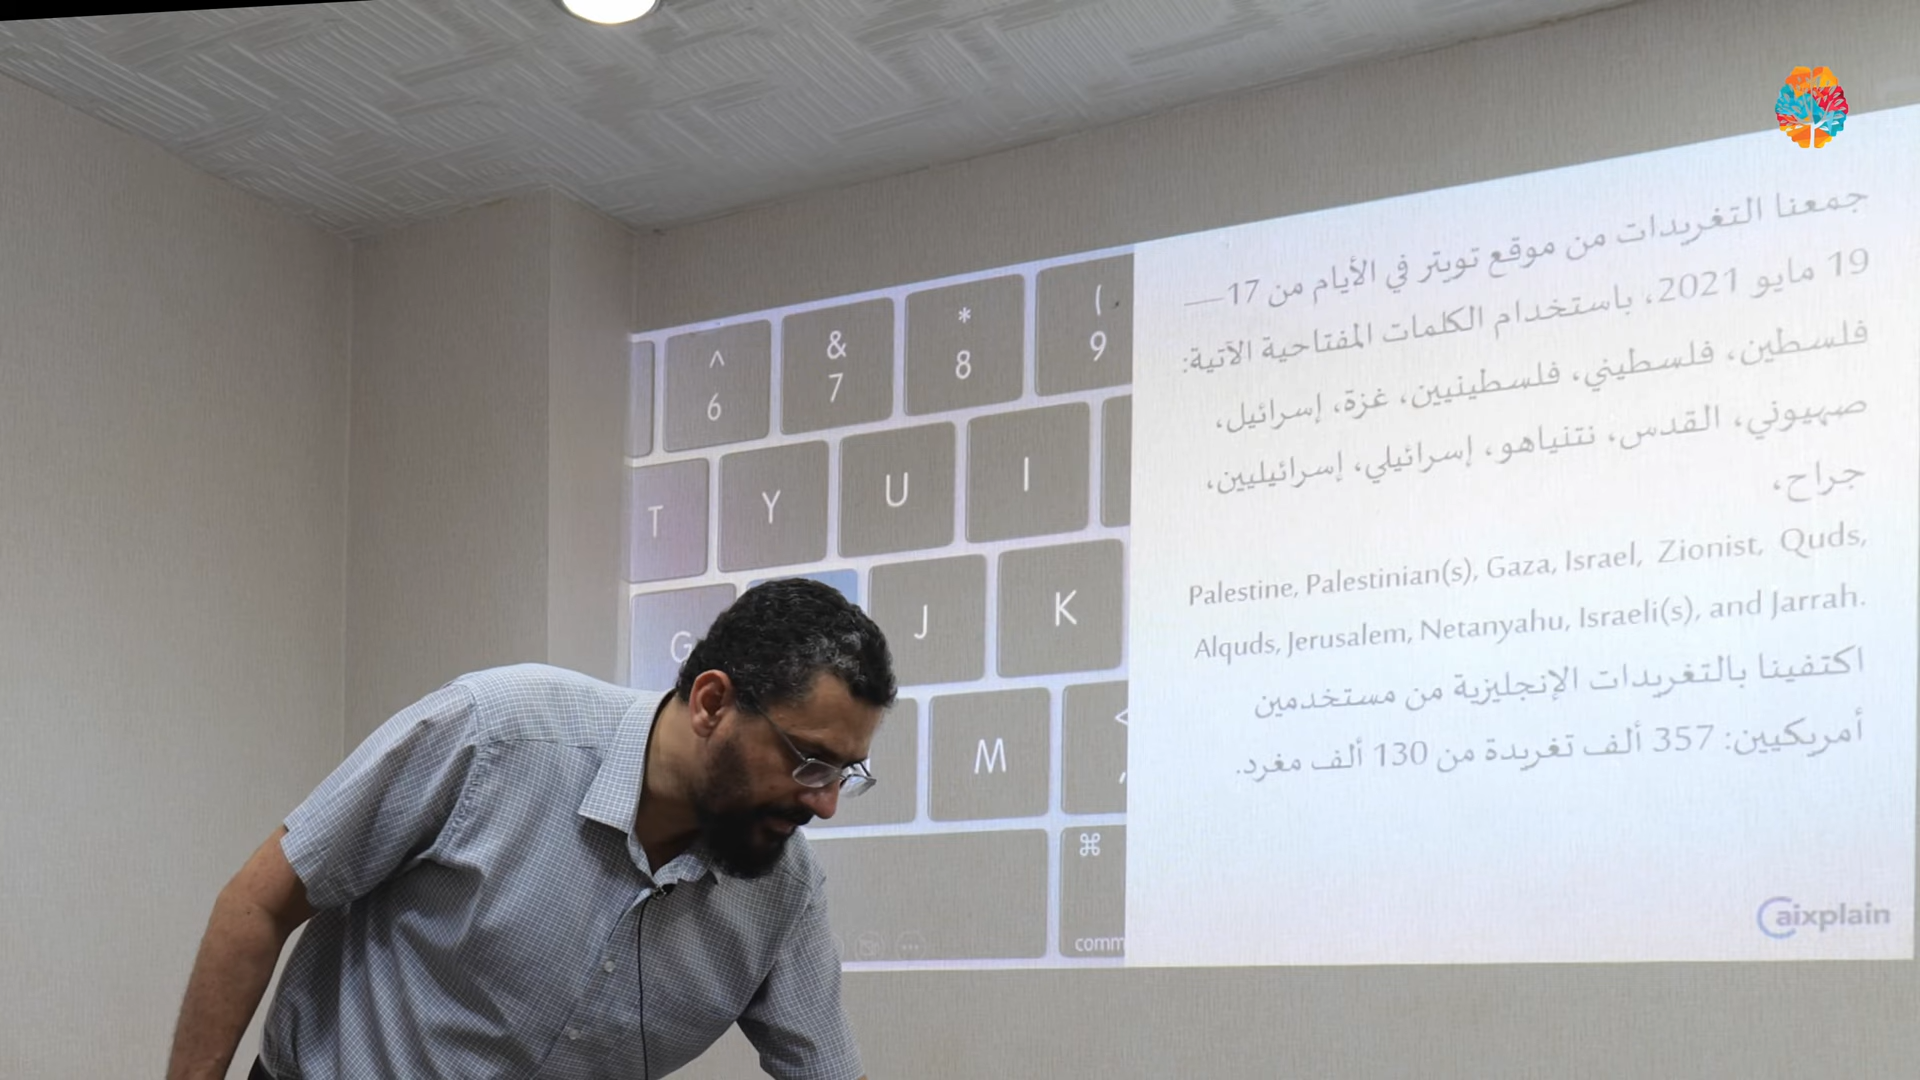 جمعنا التغريدات من موقع تويتر في الأيام من 17—
19 مايو 2021، باستخدام الكلمات المفتاحية الآتية:
فلسطين، فلسطيني، فلسطينيين، غزة، إسرائيل،
صهيوني، القدس، نتنياهو، إسرائيلي، إسرائيليين،
جراح،
Palestine, Palestinian(s), Gaza, Israel, Zionist, Quds,
Alquds, Jerusalem, Netanyahu, Israeli(s), and Jarrah.
اكتفينا بالتغريدات الإنجليزية من مستخدمين
أمريكيين: 357 ألف تغريدة من 130 ألف مغرد.
aixplain
^ & * (
6 7 8 9
T Y U I
G J K
M <
,
⌘
comm